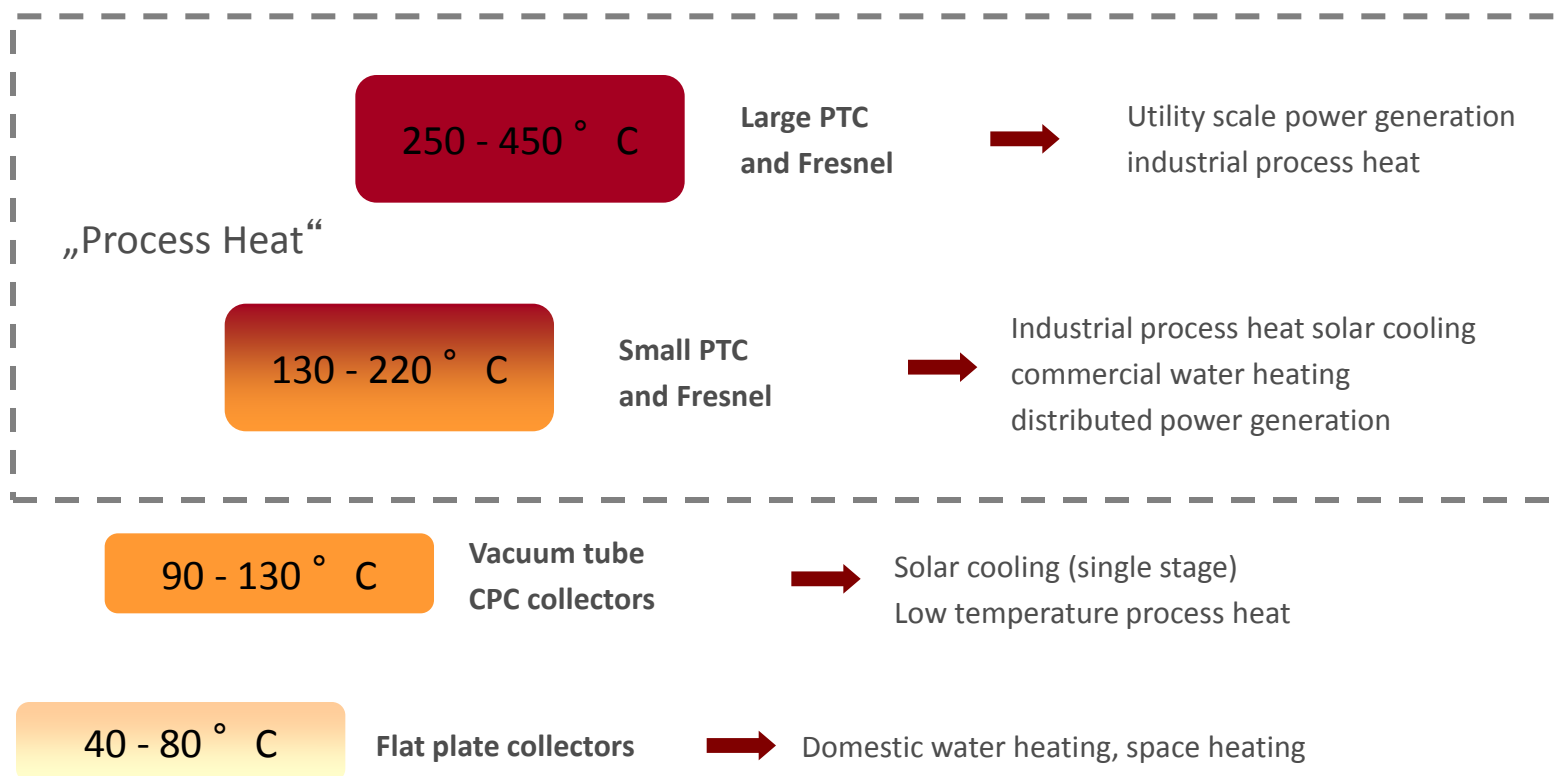 250 - 450 ° C
Large PTC
and Fresnel
Utility scale power generation
industrial process heat
„Process Heat“
130 - 220 ° C
Small PTC
and Fresnel
Industrial process heat solar cooling
commercial water heating
distributed power generation
90 - 130 ° C
Vacuum tube
CPC collectors
Solar cooling (single stage)
Low temperature process heat
40 - 80 ° C
Flat plate collectors
Domestic water heating, space heating